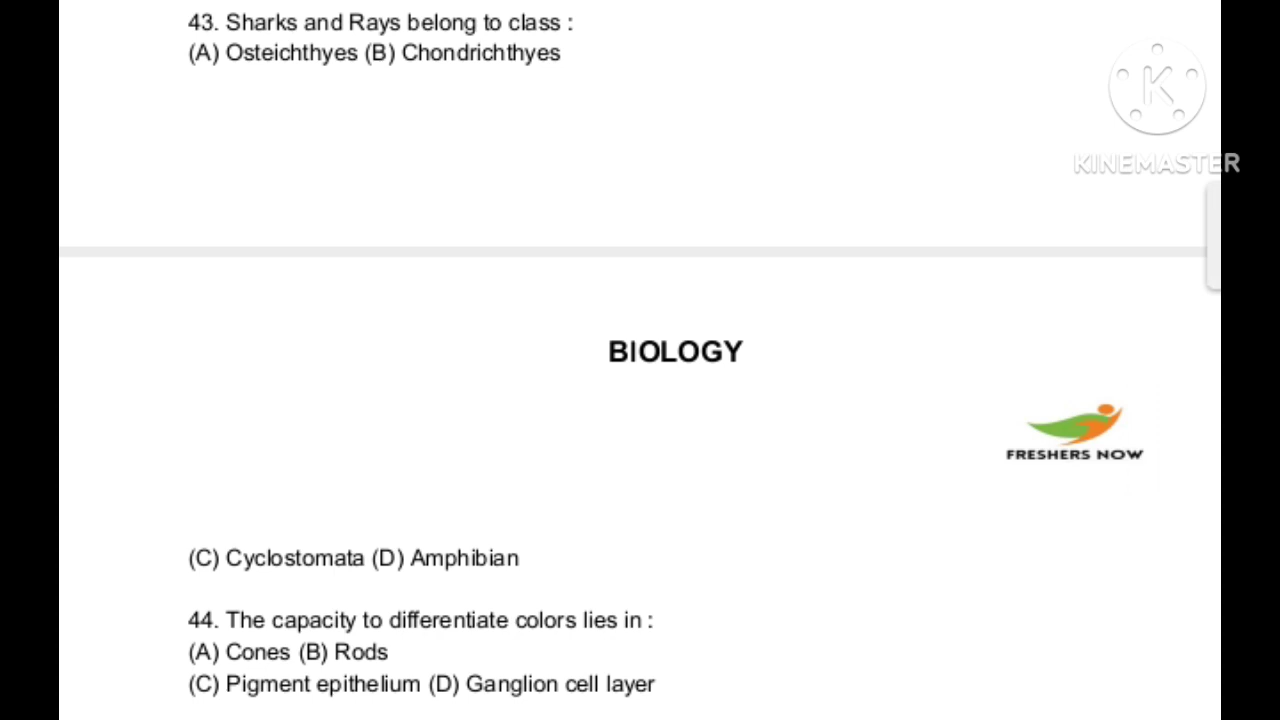 43. Sharks and Rays belong to class :
(A) Osteichthyes (B) Chondrichthyes
KINEMASTER
BIOLOGY
FRESHERS NOW
(C) Cyclostomata (D) Amphibian
44. The capacity to differentiate colors lies in :
(A) Cones (B) Rods
(C) Pigment epithelium (D) Ganglion cell layer